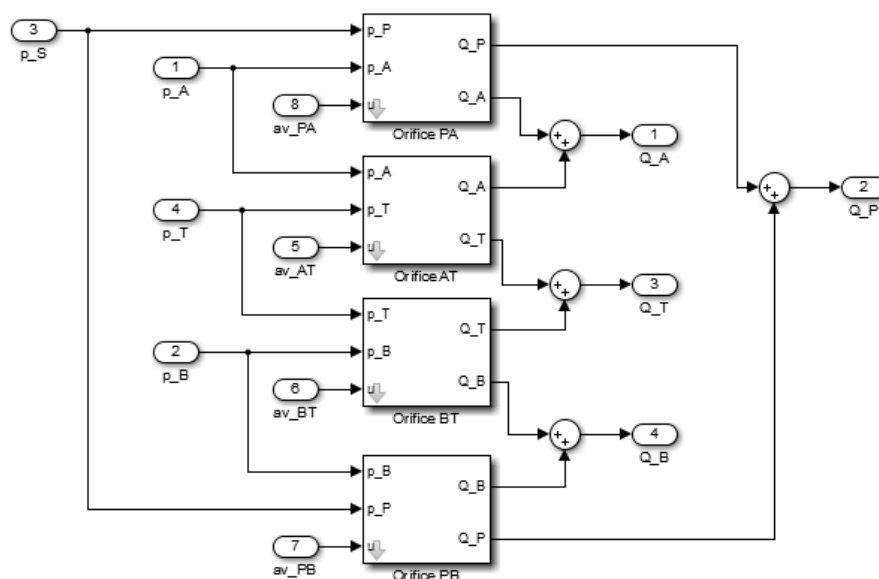 3
p_S
1
p_A
8
av_PA
p_P
p_A
u
Q_P
Q_A
Orifice PA
1
Q_A
4
p_T
5
av_AT
p_A
p_T
u
Q_A
Q_T
Orifice AT
2
Q_P
3
Q_T
2
p_B
6
av_BT
p_T
p_B
u
Q_T
Q_B
Orifice BT
4
Q_B
7
av_PB
p_B
p_P
u
Q_B
Q_P
Orifice PB